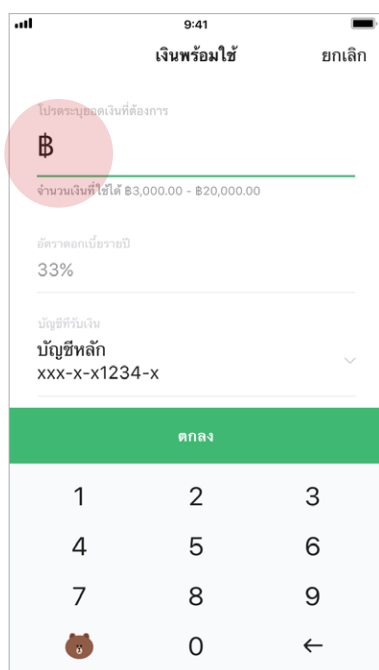 9:41
เงินพร้อมใช้ ยกเลิก
โปรดระบุยอดเงินที่ต้องการ
฿
จำนวนเงินที่ใช้ได้ ฿3,000.00 - ฿20,000.00
อัตราดอกเบี้ยรายปี
33%
บัญชีที่รับเงิน
บัญชีหลัก
xxx-x-x1234-x
ตกลง
1 2 3
4 5 6
7 8 9
0 ←